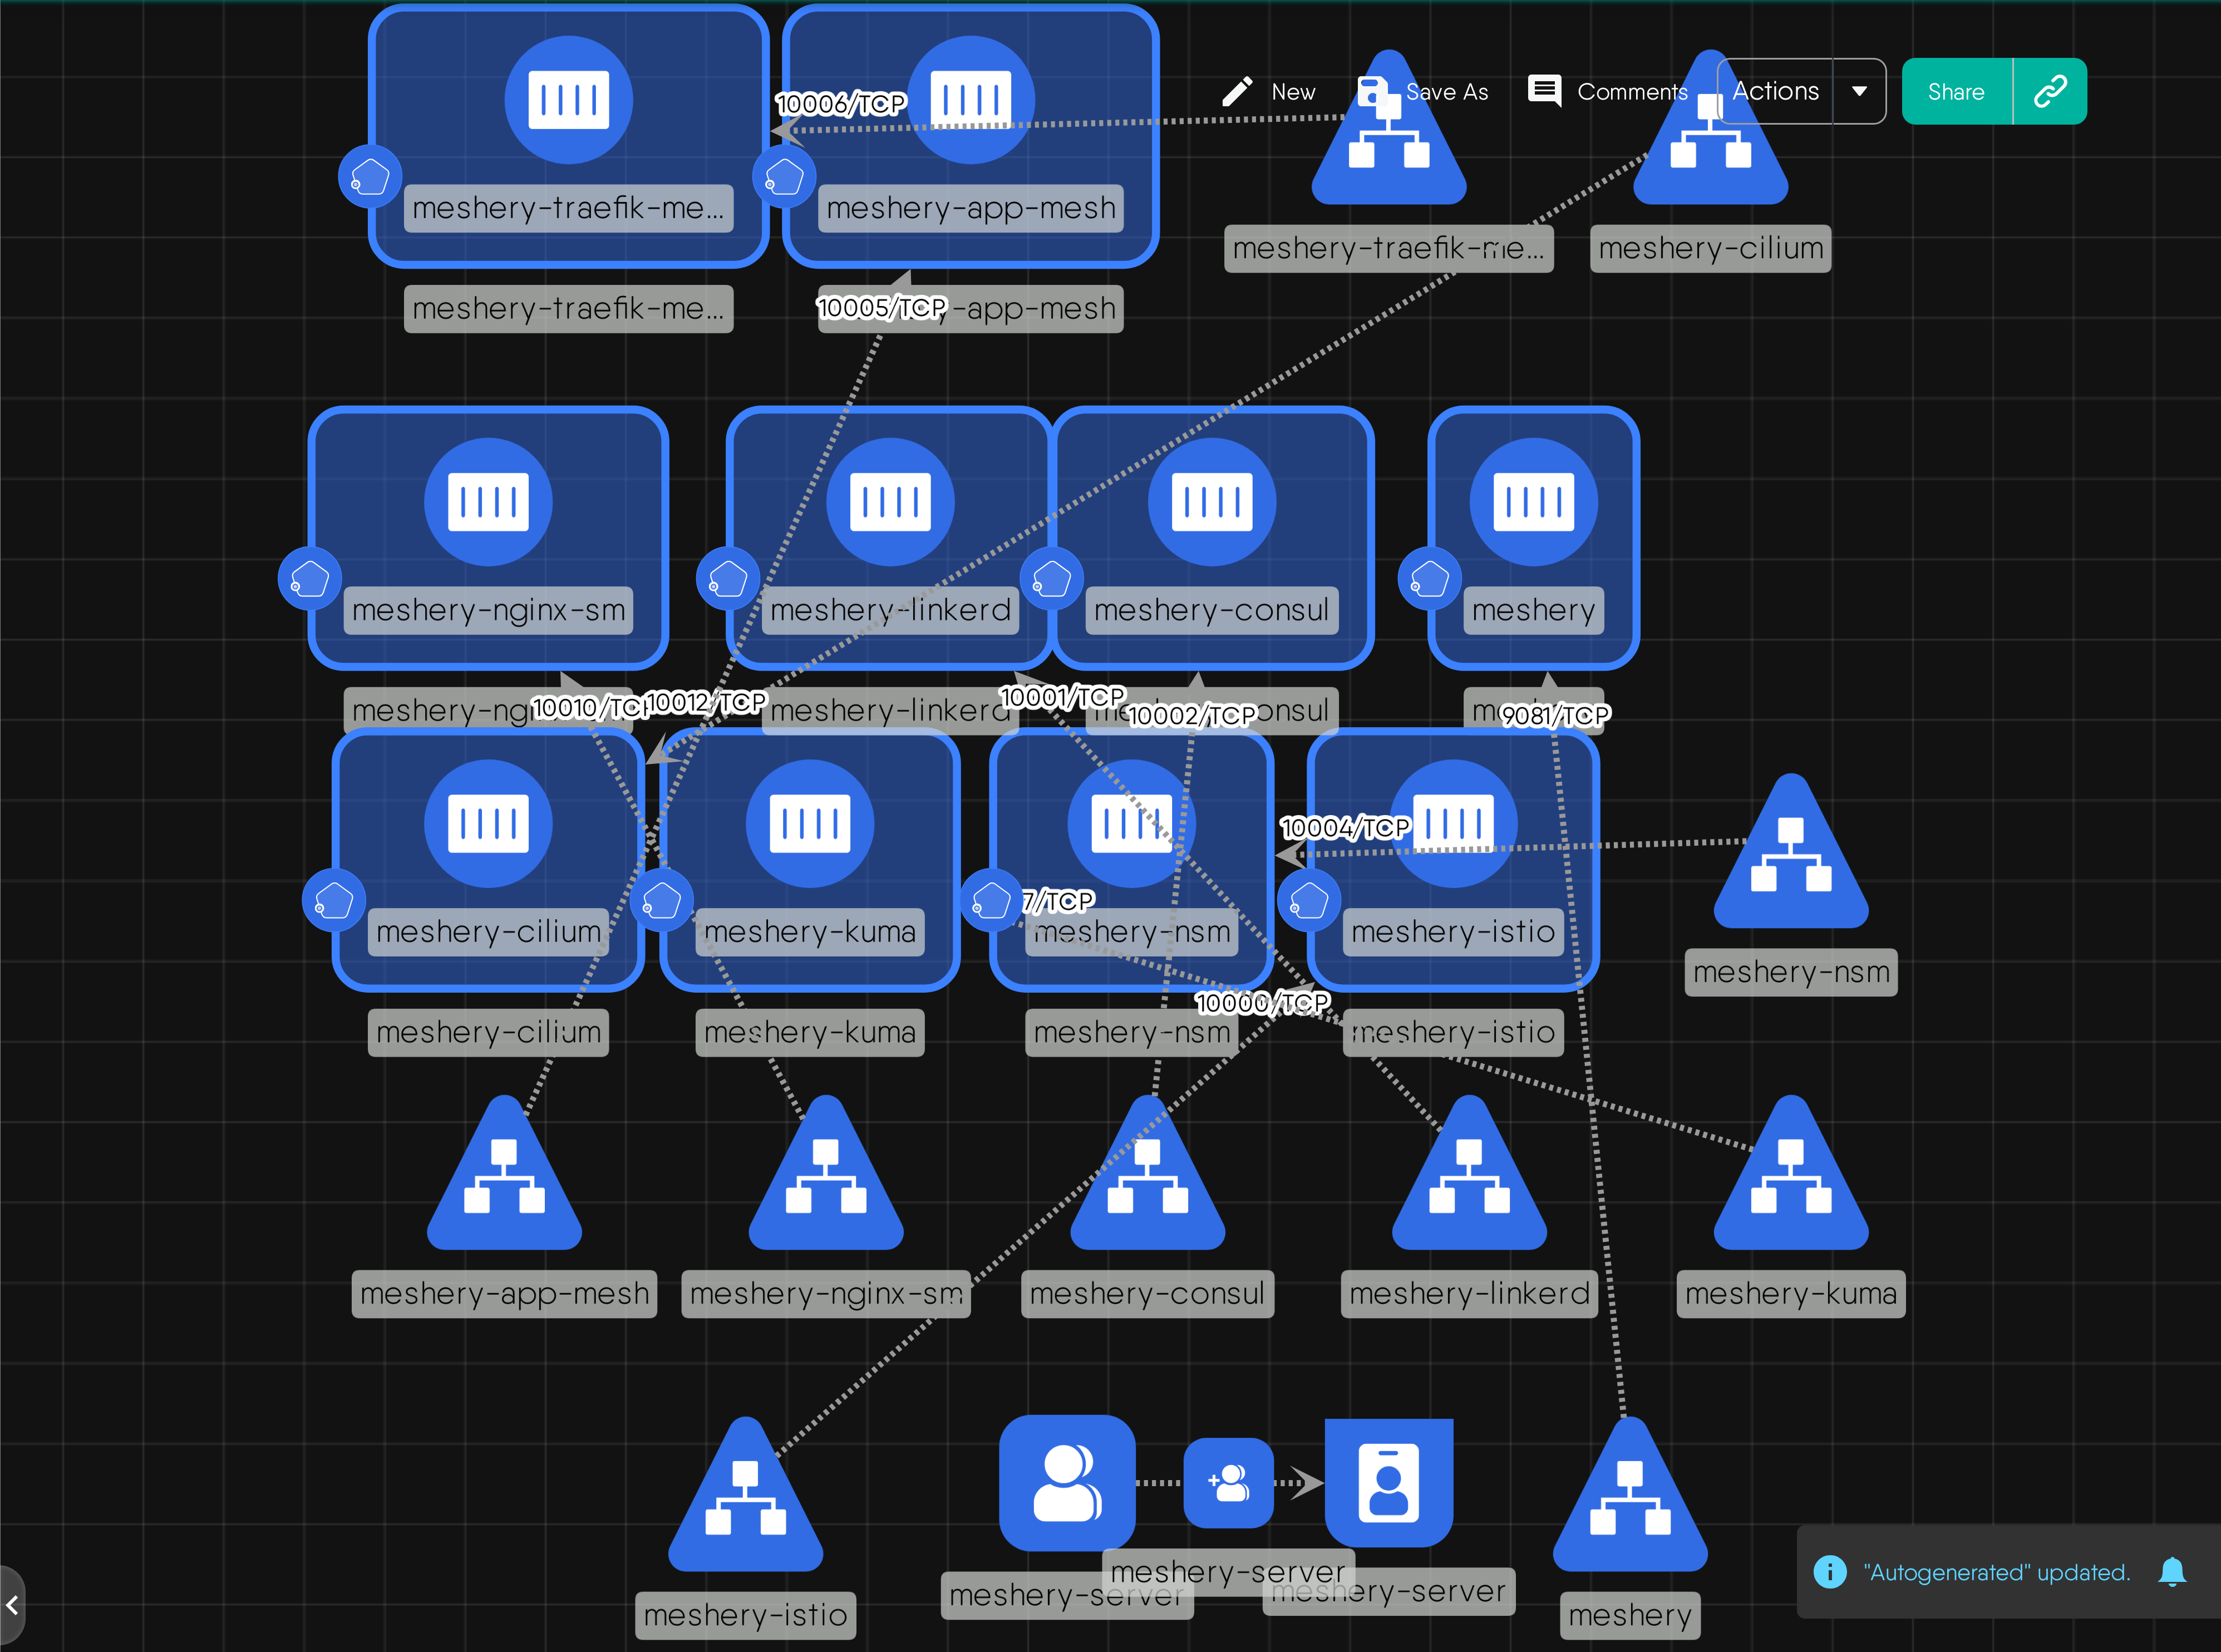 10006/TCP
New
Save As
Comments
Actions
Share
meshery-traefik-me...
meshery-app-mesh
meshery-traefik-me...
meshery-cilium
meshery-traefik-me...
10005/TCP
-app-mesh
meshery-nginx-sm
meshery-linkerd
meshery-consul
meshery
10010/TCP
10012/TCP
meshery-linkerd
10001/TCP
10002/TCP
9081/TCP
10004/TCP
7/TCP
meshery-cilium
meshery-kuma
meshery-nsm
meshery-istio
meshery-nsm
10000/TCP
meshery-cilium
meshery-kuma
meshery-nsm
meshery-istio
meshery-app-mesh
meshery-nginx-sm
meshery-consul
meshery-linkerd
meshery-kuma
"Autogenerated" updated.
meshery-server
meshery-server
meshery-server
meshery-istio
meshery